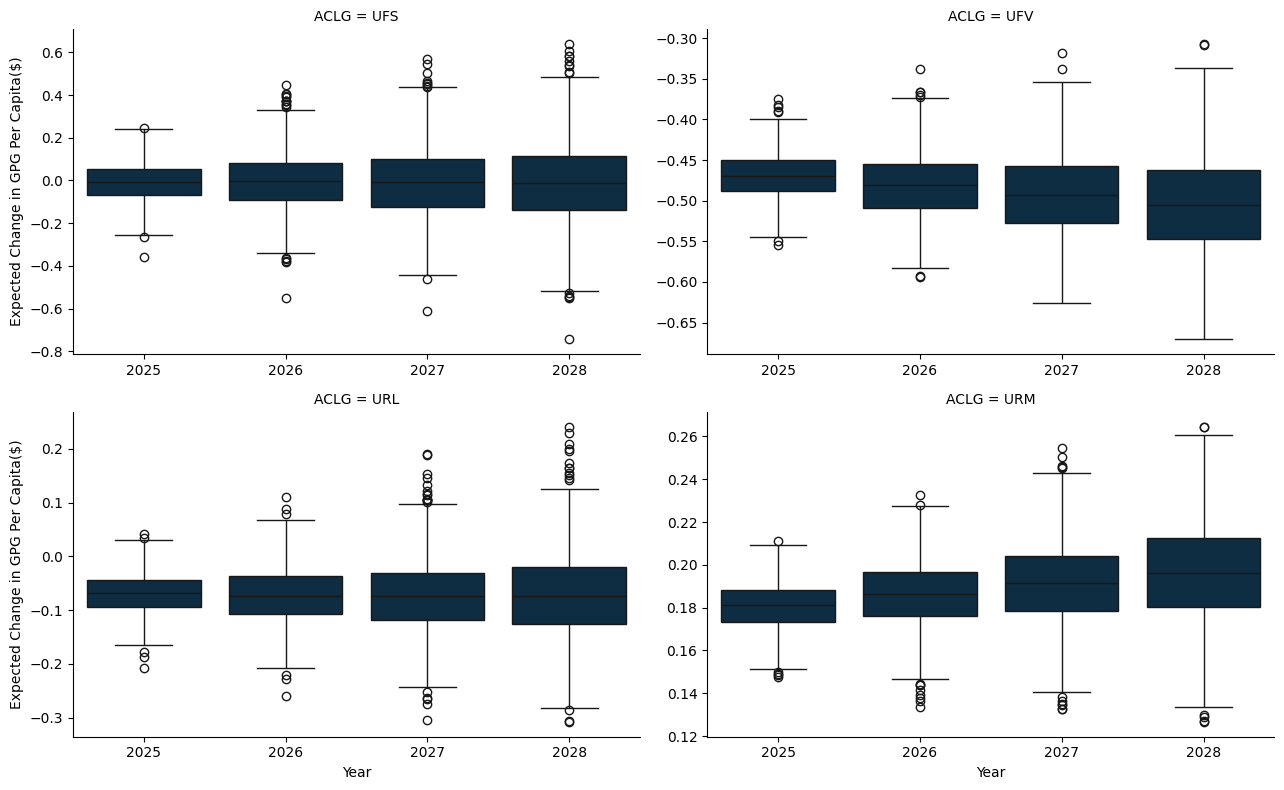 ACLG = UFS
Expected Change in GPG Per Capita($)
0.6
0.4
0.2
0.0
−0.2
−0.4
−0.6
−0.8
2025 2026 2027 2028
ACLG = UFV
−0.30
−0.35
−0.40
−0.45
−0.50
−0.55
−0.60
−0.65
2025 2026 2027 2028
ACLG = URL
Expected Change in GPG Per Capita($)
0.2
0.1
0.0
−0.1
−0.2
−0.3
2025 2026 2027 2028
Year
ACLG = URM
0.26
0.24
0.22
0.20
0.18
0.16
0.14
0.12
2025 2026 2027 2028
Year